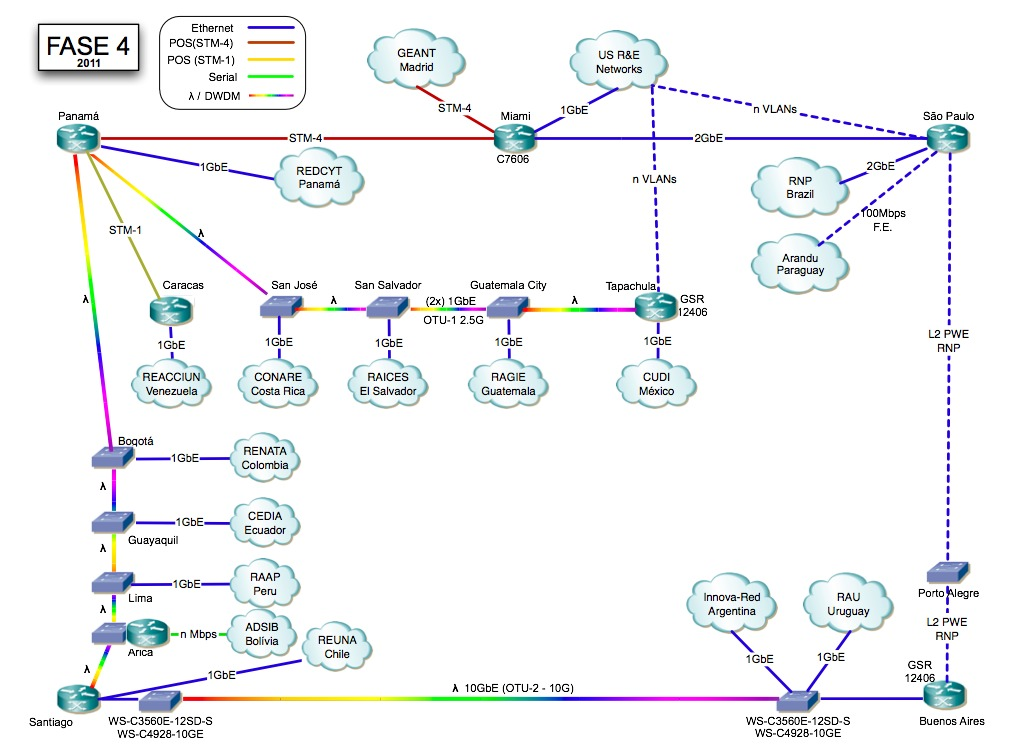 FASE 4
2011
Ethernet
POS(STM-4)
POS (STM-1)
Serial
λ / DWDM
GEANT
Madrid
US R&E
Networks
STM-4
1GbE
n VLANs
Panamá
Miami
C7606
São Paulo
STM-4
2GbE
1GbE
REDCYT
Panamá
n VLANs
2GbE
RNP
Brazil
100Mbps
F.E.
Arandu
Paraguay
STM-1
λ
λ
Caracas
San José
San Salvador
Guatemala City
Tapachula
GSR
12406
λ
(2x) 1GbE
OTU-1 2.5G
λ
1GbE
1GbE
1GbE
1GbE
1GbE
REACCIUN
Venezuela
CONARE
Costa Rica
RAICES
El Salvador
RAGIE
Guatemala
CUDI
México
L2 PWE
RNP
Bogotá
1GbE
RENATA
Colombia
λ
1GbE
CEDIA
Ecuador
Guayaquil
λ
1GbE
RAAP
Peru
Lima
λ
n Mbps
ADSIB
Bolívia
Arica
REUNA
Chile
λ
1GbE
Innova-Red
Argentina
RAU
Uruguay
Porto Alegre
L2 PWE
RNP
1GbE
1GbE
GSR
12406
λ 10GbE (OTU-2 - 10G)
Santiago
WS-C3560E-12SD-S
WS-C4928-10GE
WS-C3560E-12SD-S
WS-C4928-10GE
Buenos Aires